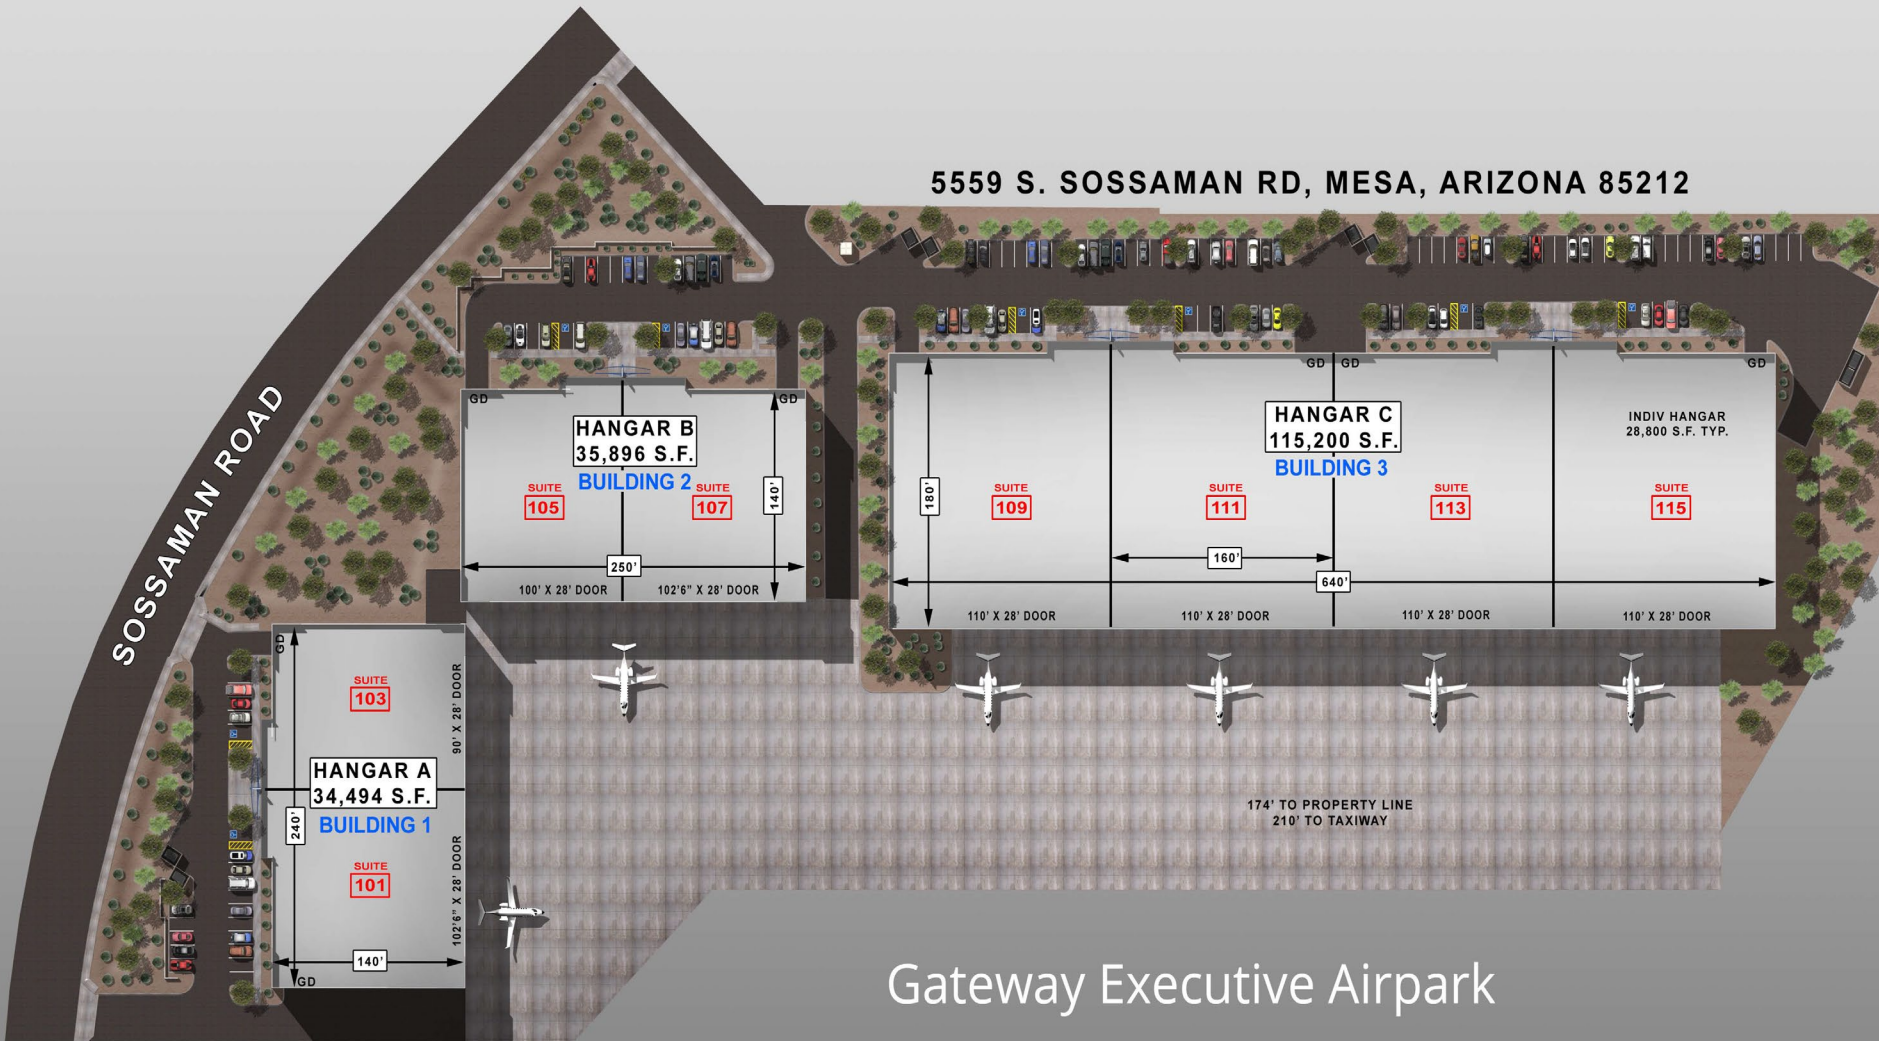 5559 S. SOSSAMAN RD, MESA, ARIZONA 85212
SOSSAMAN ROAD
GD
GD
HANGAR B
35,896 S.F.
BUILDING 2
SUITE
105
SUITE
107
140'
250'
100' X 28' DOOR
102'6" X 28' DOOR
GD
GD
GD
HANGAR C
115,200 S.F.
BUILDING 3
INDIV HANGAR
28,800 S.F. TYP.
180'
SUITE
109
SUITE
111
SUITE
113
SUITE
115
160'
640'
110' X 28' DOOR
110' X 28' DOOR
110' X 28' DOOR
110' X 28' DOOR
GD
SUITE
103
90' X 28' DOOR
HANGAR A
34,494 S.F.
BUILDING 1
240'
SUITE
101
102'6" X 28' DOOR
140'
GD
174' TO PROPERTY LINE
210' TO TAXIWAY
Gateway Executive Airpark